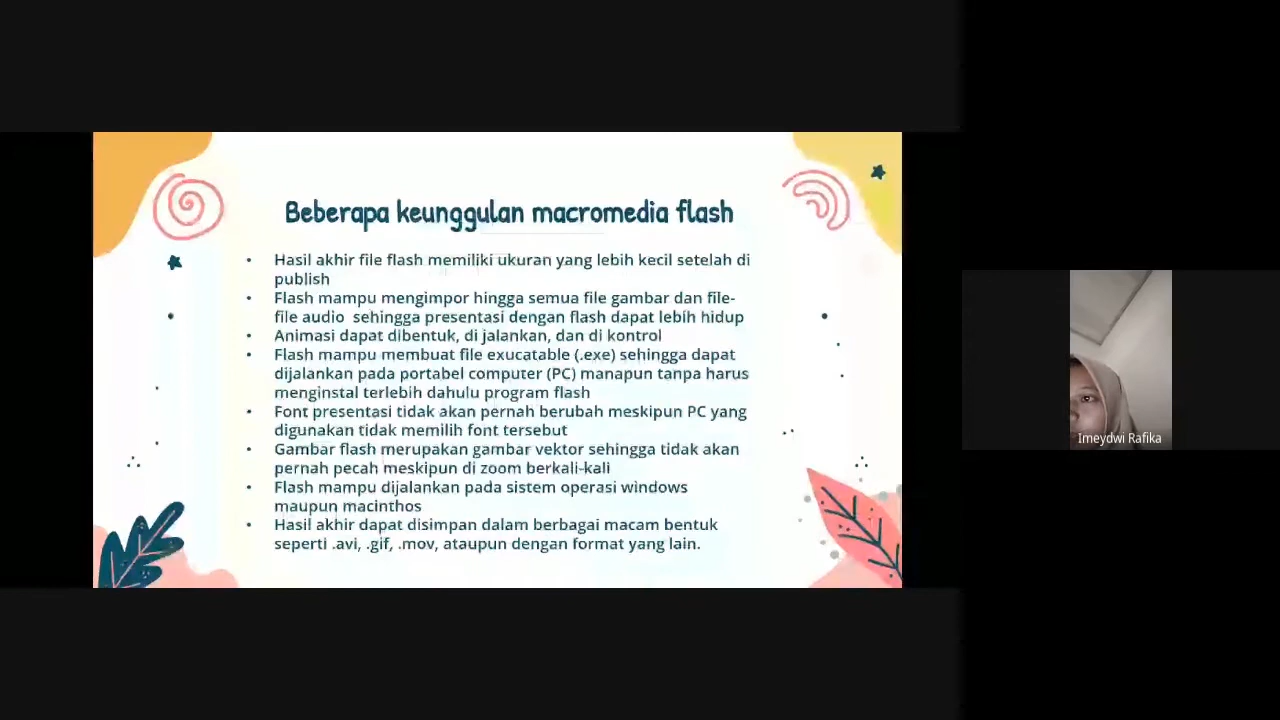 Beberapa keunggulan macromedia flash
• Hasil akhir file flash memiliki ukuran yang lebih kecil setelah di
publish
• Flash mampu mengimpor hingga semua file gambar dan file-
file audio sehingga presentasi dengan flash dapat lebih hidup
• Animasi dapat dibentuk, di jalankan, dan di kontrol
• Flash mampu membuat file exucatable (.exe) sehingga dapat
dijalankan pada portabel computer (PC) manapun tanpa harus
menginstal terlebih dahulu program flash
• Font presentasi tidak akan pernah berubah meskipun PC yang
digunakan tidak memilih font tersebut
• Gambar flash merupakan gambar vektor sehingga tidak akan
pernah pecah meskipun di zoom berkali-kali
• Flash mampu dijalankan pada sistem operasi windows
maupun macinthos
• Hasil akhir dapat disimpan dalam berbagai macam bentuk
seperti .avi, .gif, .mov, ataupun dengan format yang lain.
Imeydwi Rafika